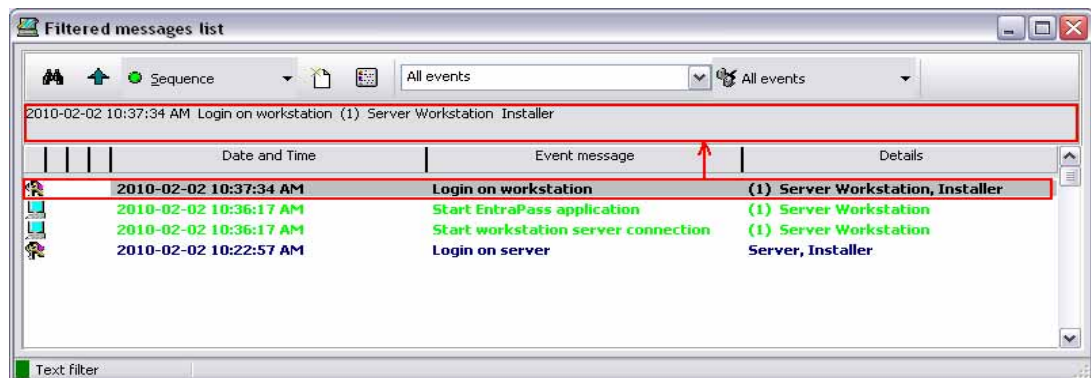 Filtered messages list
Sequence All events All events
2010-02-02 10:37:34 AM Login on workstation (1) Server Workstation Installer
Date and Time Event message Details
2010-02-02 10:37:34 AM Login on workstation (1) Server Workstation, Installer
2010-02-02 10:36:17 AM Start EntraPass application (1) Server Workstation
2010-02-02 10:36:17 AM Start workstation server connection (1) Server Workstation
2010-02-02 10:22:57 AM Login on server Server, Installer
Text filter